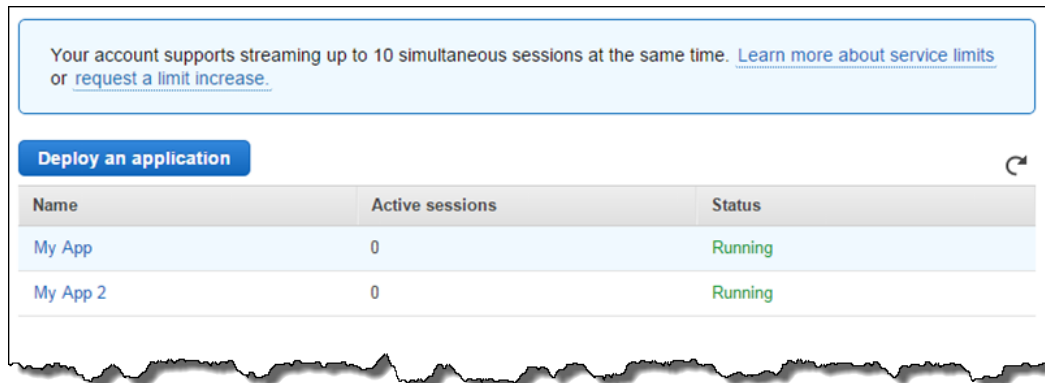 Your account supports streaming up to 10 simultaneous sessions at the same time. Learn more about service limits
or request a limit increase.
Deploy an application
Name Active sessions Status
My App 0 Running
My App 2 0 Running